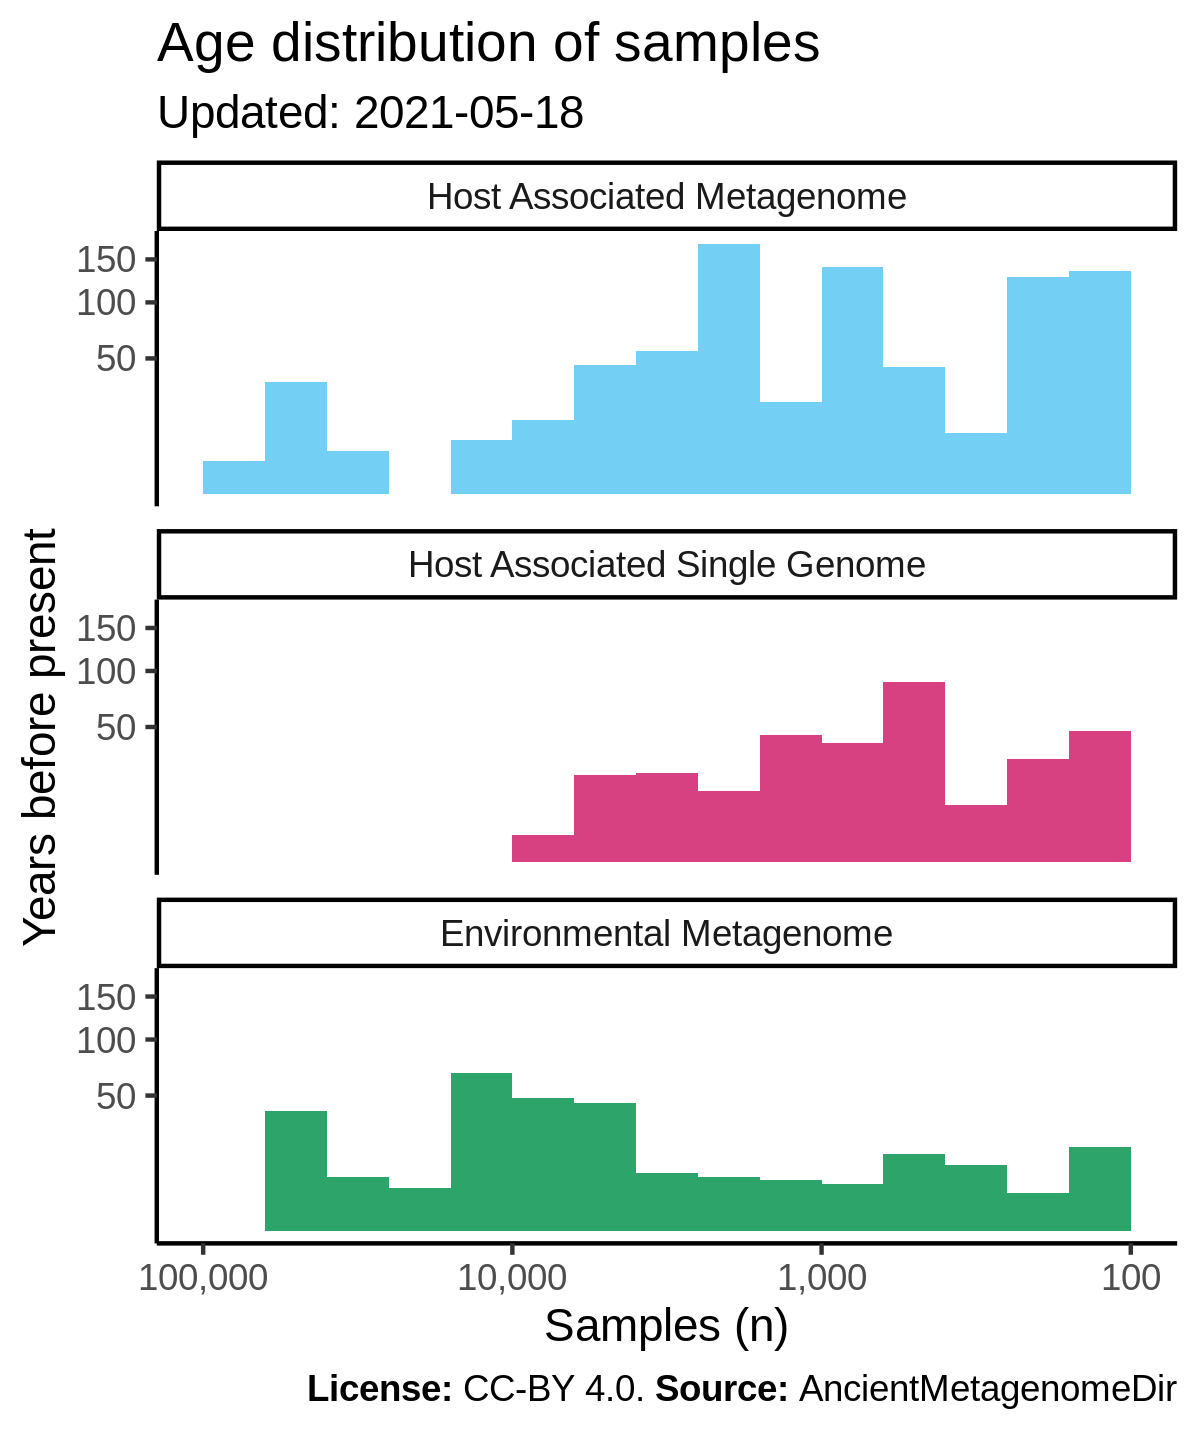 Age distribution of samples
Updated: 2021-05-18
Host Associated Metagenome
150
100
50
Host Associated Single Genome
150
100
50
Years before present
Environmental Metagenome
150
100
50
100,000 10,000 1,000 100
Samples (n)
License: CC-BY 4.0. Source: AncientMetagenomeDir